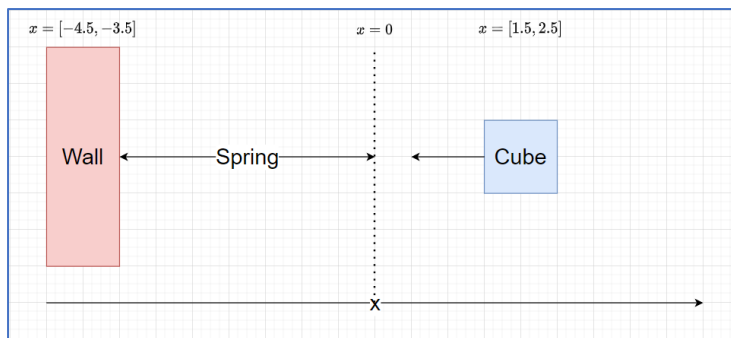 x = [−4.5, −3.5]
x = 0
x = [1.5, 2.5]
Wall
Spring
Cube
x